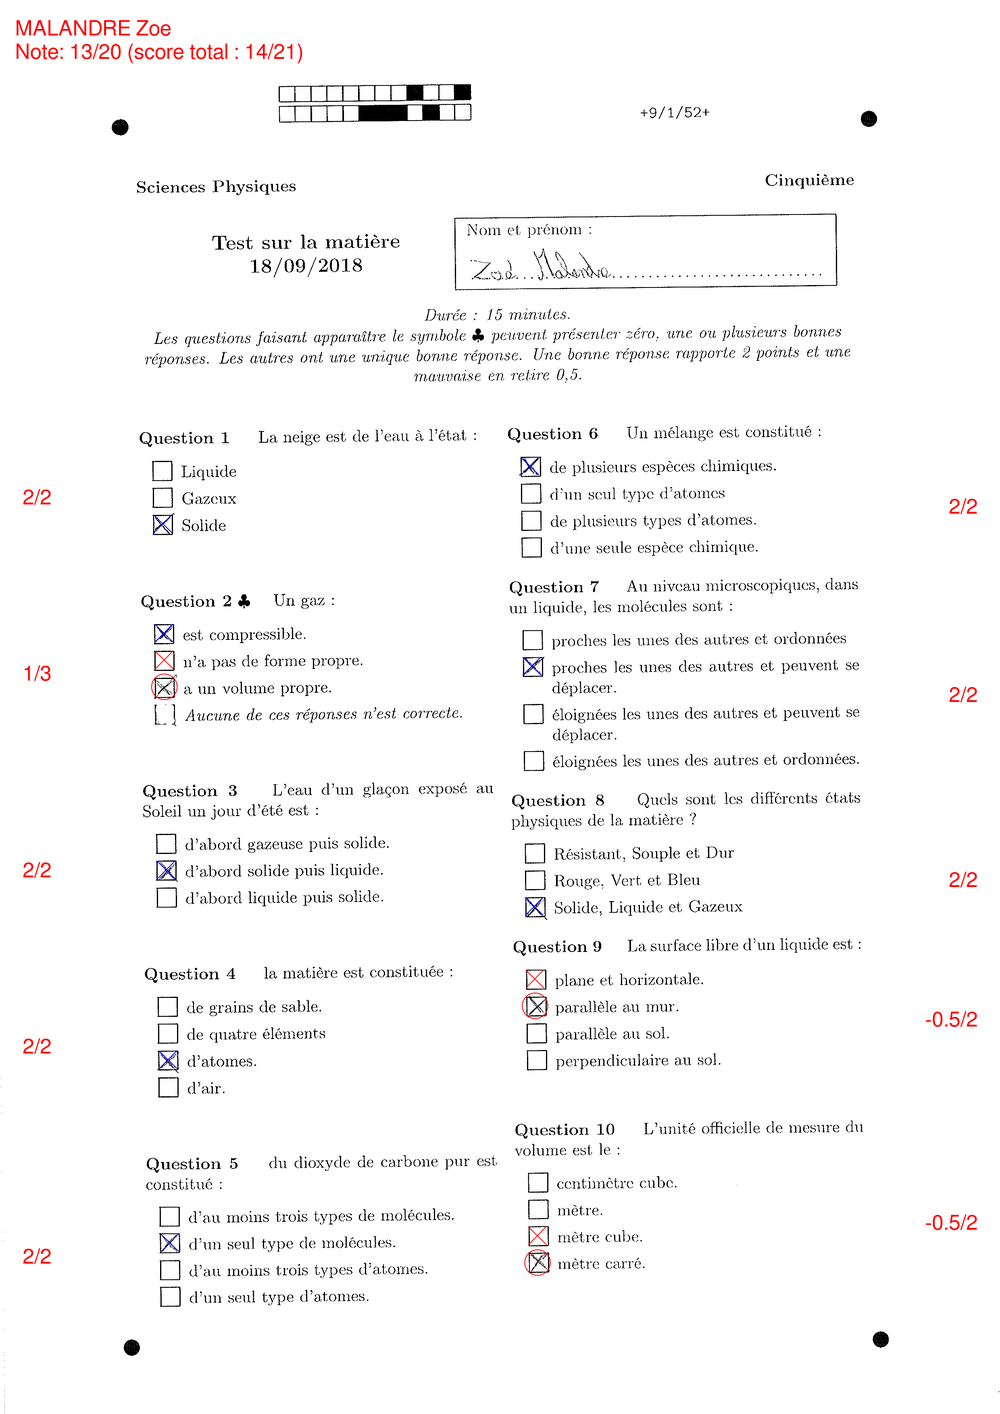 MALANDRE Zoe
Note: 13/20 (score total : 14/21)
+9/1/52+
Sciences Physiques
Cinquième
Test sur la matière
18/09/2018
Nom et prénom :
Zoé Malandre
Durée : 15 minutes.
Les questions faisant apparaître le symbole ♣ peuvent présenter zéro, une ou plusieurs bonnes
réponses. Les autres ont une unique bonne réponse. Une bonne réponse rapporte 2 points et une
mauvaise en retire 0,5.
Question 1 La neige est de l'eau à l'état :
Liquide
Gazeux
Solide
2/2
Question 2 ♣ Un gaz :
est compressible.
n'a pas de forme propre.
a un volume propre.
Aucune de ces réponses n'est correcte.
1/3
Question 3 L'eau d'un glaçon exposé au
Soleil un jour d'été est :
d'abord gazeuse puis solide.
d'abord solide puis liquide.
d'abord liquide puis solide.
2/2
Question 4 la matière est constituée :
de grains de sable.
de quatre éléments
d'atomes.
d'air.
2/2
Question 5 du dioxyde de carbone pur est
constitué :
d'au moins trois types de molécules.
d'un seul type de molécules.
d'au moins trois types d'atomes.
d'un seul type d'atomes.
2/2
Question 6 Un mélange est constitué :
de plusieurs espèces chimiques.
d'un seul type d'atomes
de plusieurs types d'atomes.
d'une seule espèce chimique.
2/2
Question 7 Au niveau microscopiques, dans
un liquide, les molécules sont :
proches les unes des autres et ordonnées
proches les unes des autres et peuvent se
déplacer.
éloignées les unes des autres et peuvent se
déplacer.
éloignées les unes des autres et ordonnées.
2/2
Question 8 Quels sont les différents états
physiques de la matière ?
Résistant, Souple et Dur
Rouge, Vert et Bleu
Solide, Liquide et Gazeux
2/2
Question 9 La surface libre d'un liquide est :
plane et horizontale.
parallèle au mur.
parallèle au sol.
perpendiculaire au sol.
-0.5/2
Question 10 L'unité officielle de mesure du
volume est le :
centimètre cube.
mètre.
mètre cube.
mètre carré.
-0.5/2